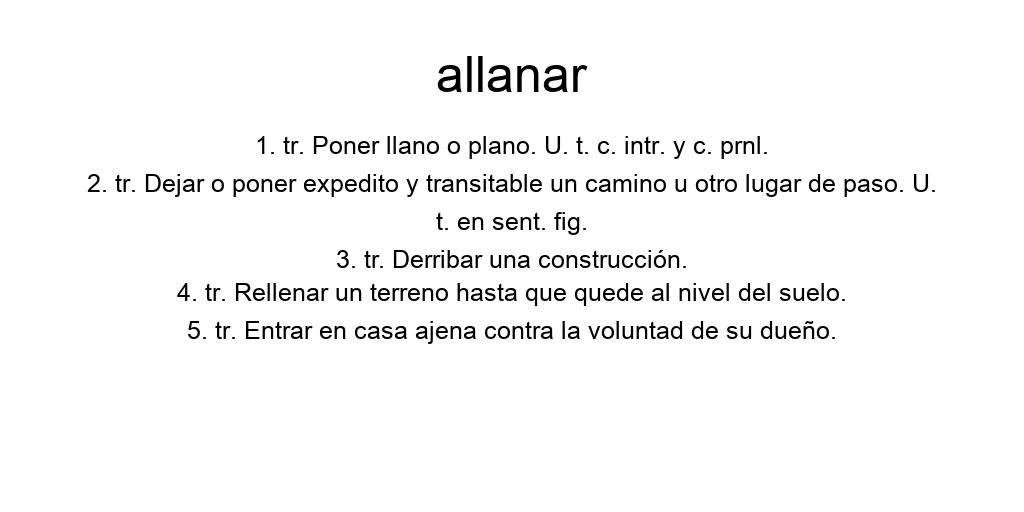 allanar
1. tr. Poner llano o plano. U. t. c. intr. y c. prnl.
2. tr. Dejar o poner expedito y transitable un camino u otro lugar de paso. U.
t. en sent. fig.
3. tr. Derribar una construcción.
4. tr. Rellenar un terreno hasta que quede al nivel del suelo.
5. tr. Entrar en casa ajena contra la voluntad de su dueño.